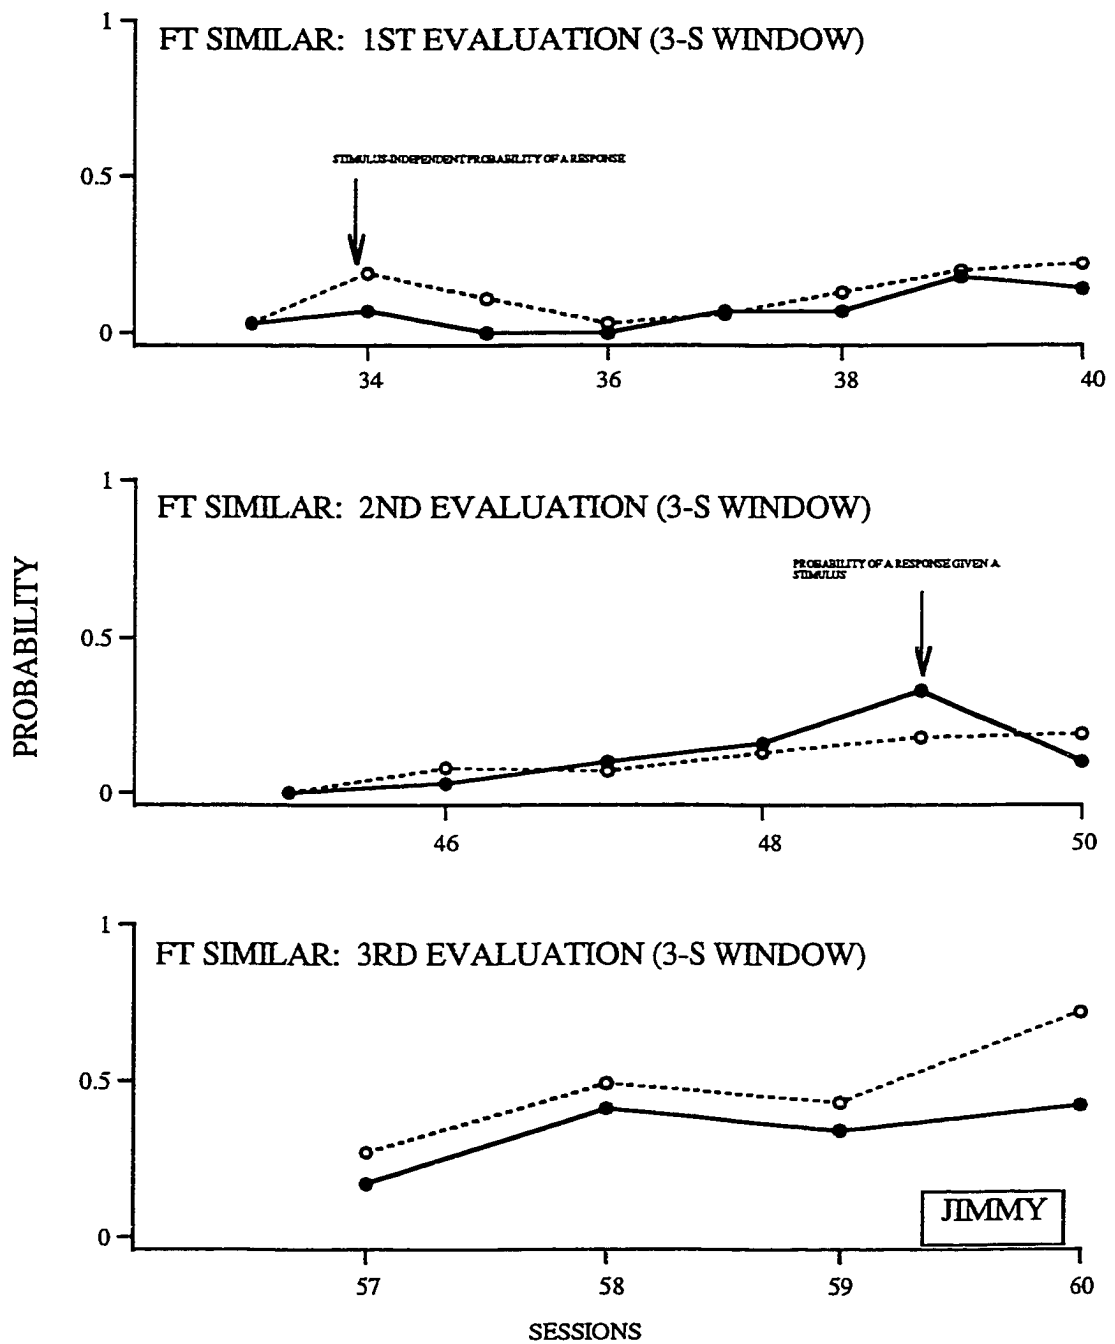 1
FT SIMILAR: 1ST EVALUATION (3-S WINDOW)
STIMULUS-INDEPENDENT PROBABILITY OF A RESPONSE
0.5
0
34
36
38
40
1
FT SIMILAR: 2ND EVALUATION (3-S WINDOW)
PROBABILITY OF A RESPONSE GIVEN A
STIMULUS
0.5
0
46
48
50
PROBABILITY
1
FT SIMILAR: 3RD EVALUATION (3-S WINDOW)
0.5
0
JIMMY
57
58
59
60
SESSIONS